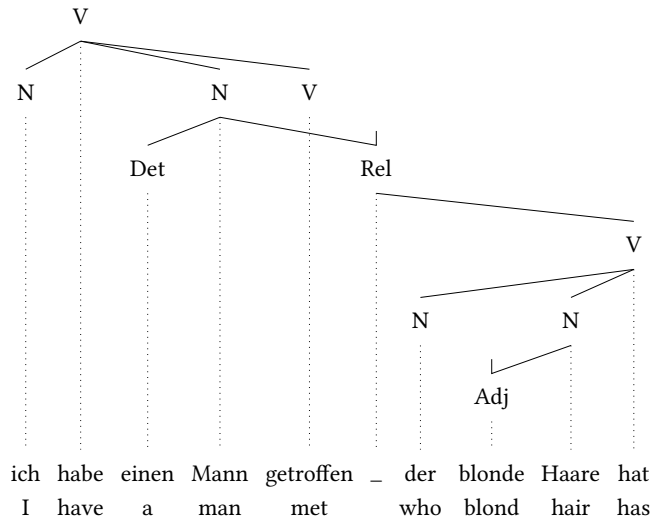 V
N N V
Det Rel
V
N N
Adj
ich habe einen Mann getroffen _ der blonde Haare hat
I have a man met who blond hair has